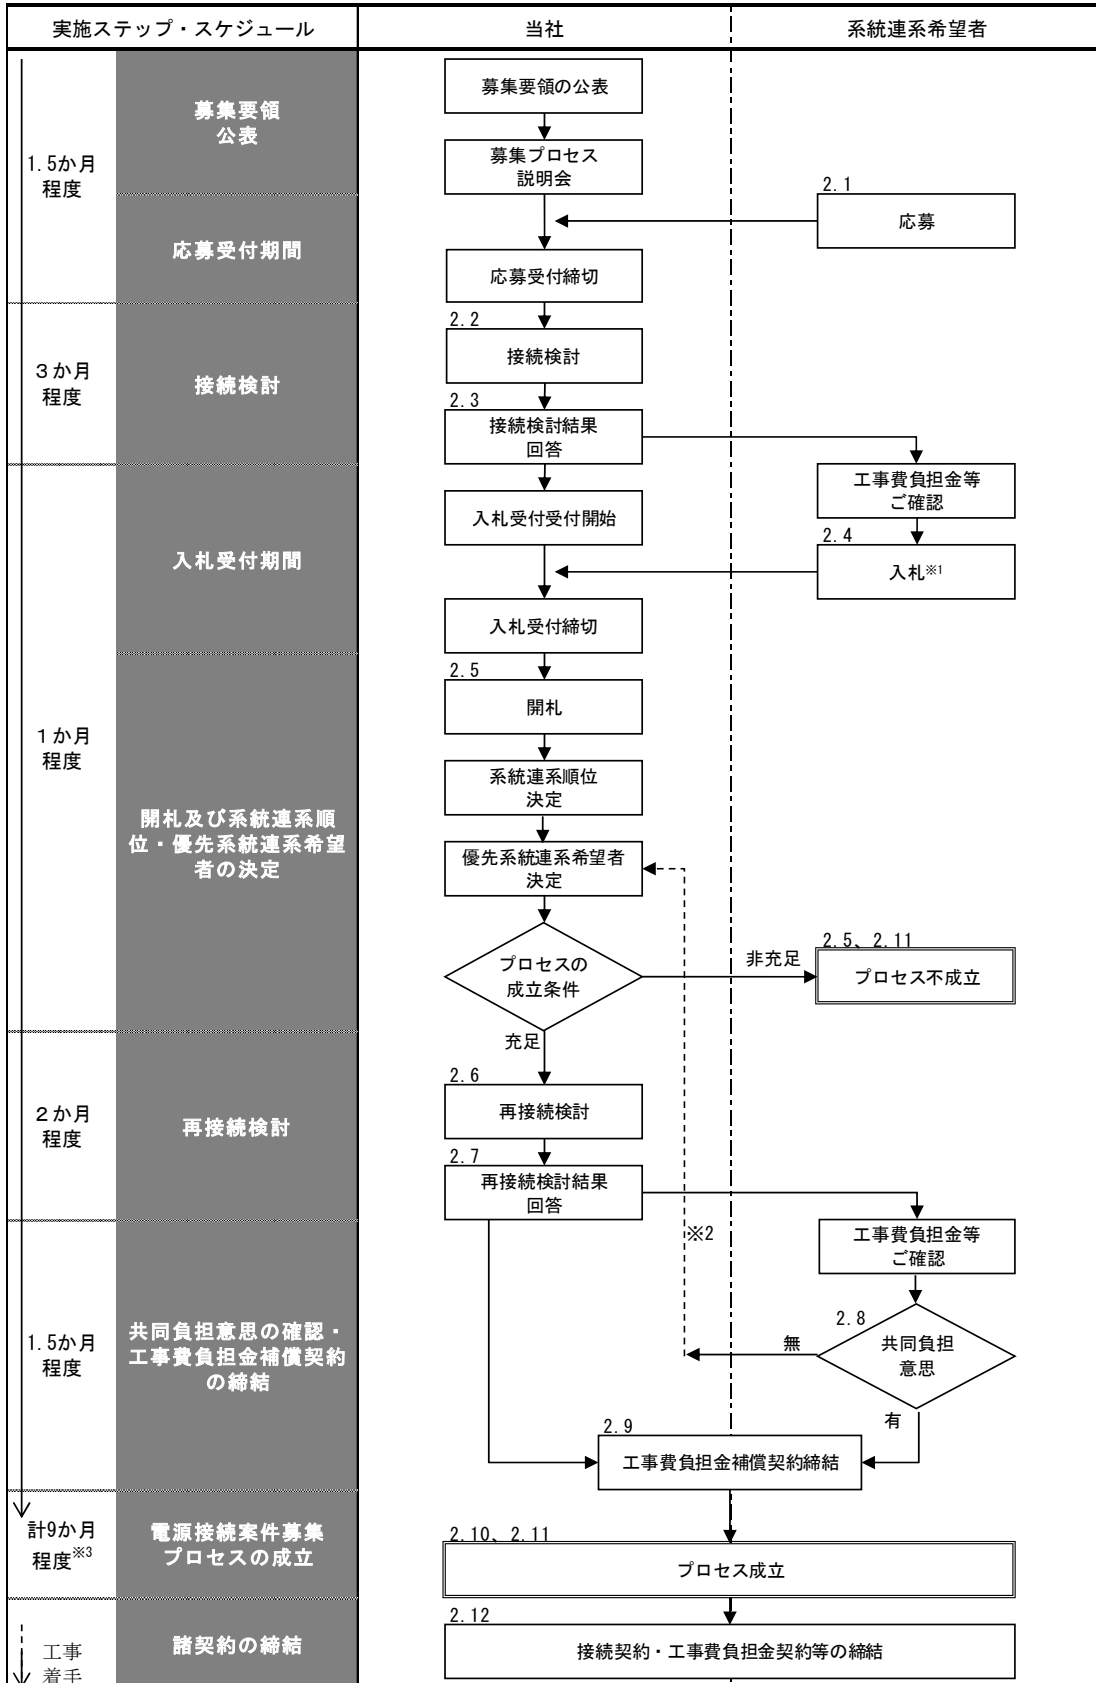 実施ステップ・スケジュール
当社
系統連系希望者
1.5か月
程度
募集要領
公表
募集要領の公表
募集プロセス
説明会
2.1
応募
応募受付期間
応募受付締切
3か月
程度
接続検討
2.2
接続検討
2.3
接続検討結果
回答
工事費負担金等
ご確認
入札受付期間
入札受付受付開始
2.4
入札※1
入札受付締切
1か月
程度
開札及び系統連系順
位・優先系統連系希望
者の決定
2.5
開札
系統連系順位
決定
優先系統連系希望者
決定
プロセスの
成立条件
非充足
2.5、2.11
プロセス不成立
充足
2か月
程度
再接続検討
2.6
再接続検討
2.7
再接続検討結果
回答
※2
工事費負担金等
ご確認
1.5か月
程度
共同負担意思の確認・
工事費負担金補償契約
の締結
2.8
共同負担
意思
無
有
2.9
工事費負担金補償契約締結
計9か月
程度※3
電源接続案件募集
プロセスの成立
2.10、2.11
プロセス成立
工事
着手
諸契約の締結
2.12
接続契約・工事費負担金契約等の締結